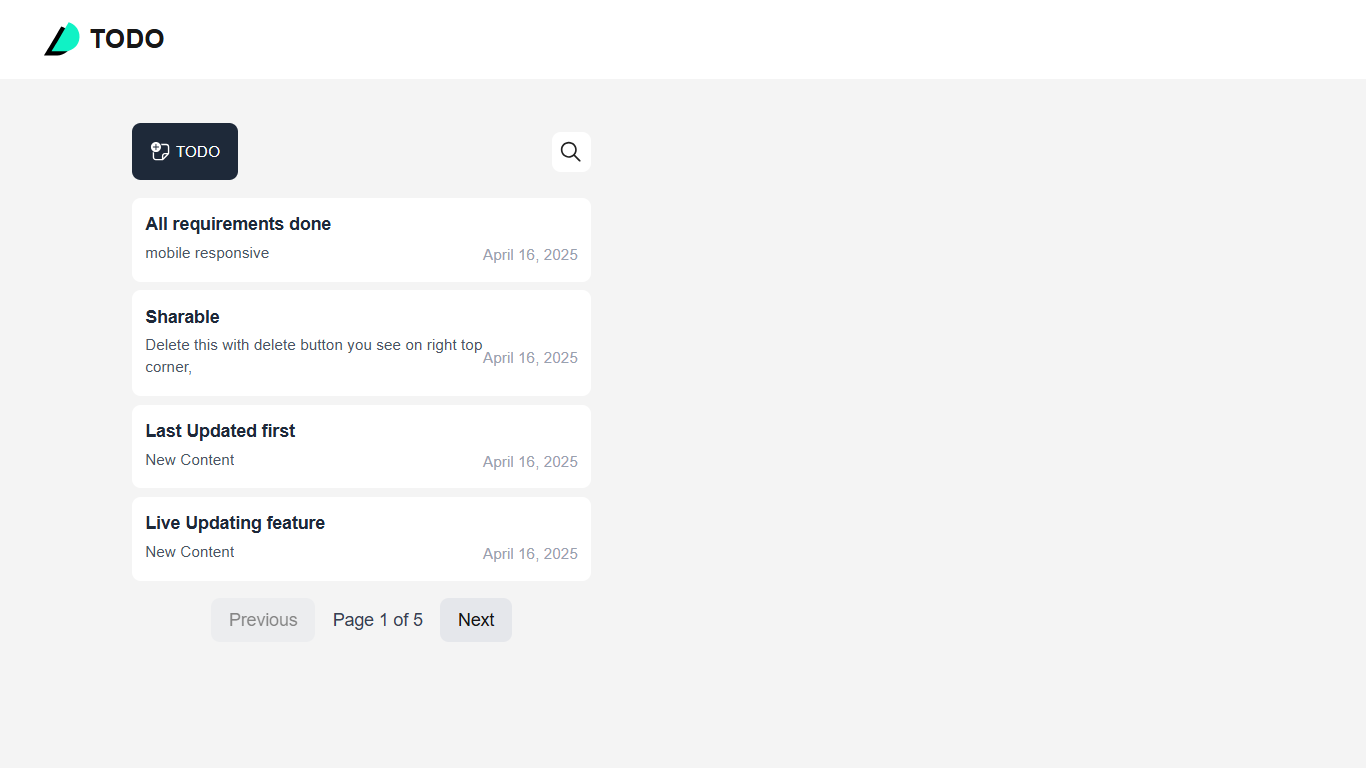 TODO
TODO
All requirements done
mobile responsive
April 16, 2025
Sharable
Delete this with delete button you see on right top
corner,
April 16, 2025
Last Updated first
New Content
April 16, 2025
Live Updating feature
New Content
April 16, 2025
Previous Page 1 of 5 Next